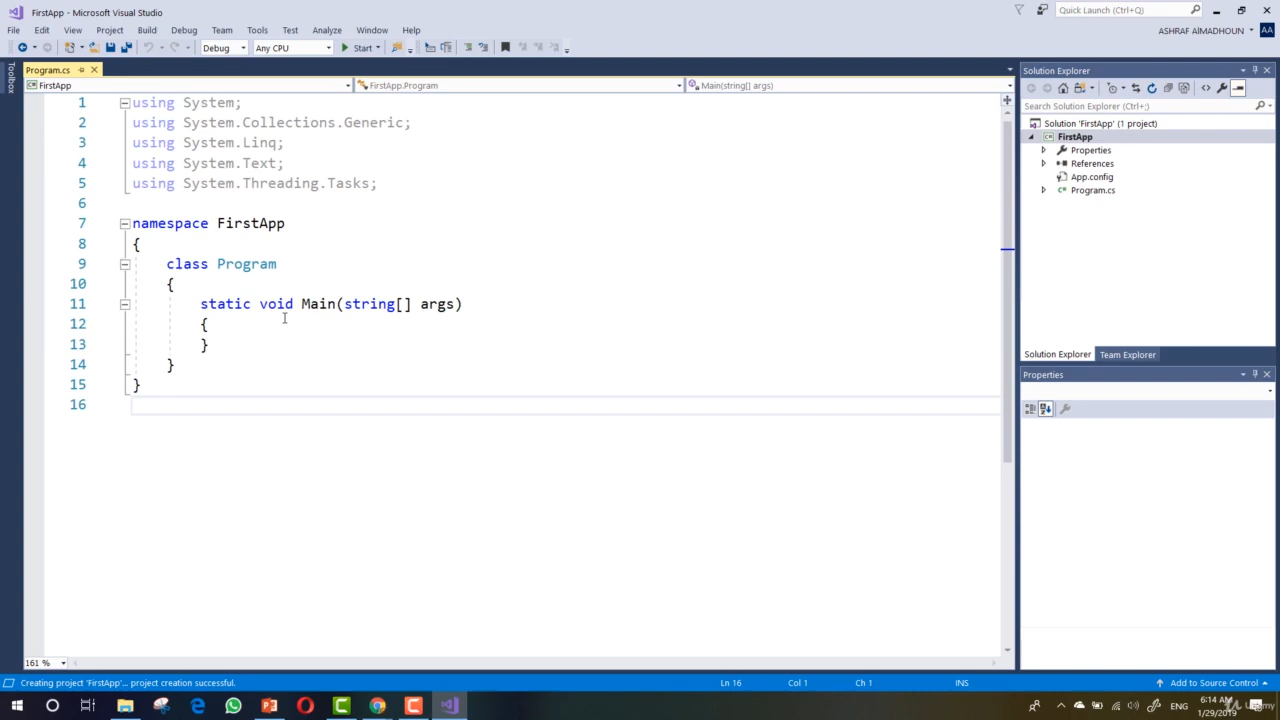 FirstApp - Microsoft Visual Studio
Quick Launch (Ctrl+Q)
File Edit View Project Build Debug Team Tools Test Analyze Window Help
ASHRAF AlMADHOUN AA
Debug Any CPU Start
Toolbox
Program.cs
FirstApp FirstApp.Program Main(string[] args)
1 using System;
2 using System.Collections.Generic;
3 using System.Linq;
4 using System.Text;
5 using System.Threading.Tasks;
6
7 namespace FirstApp
8 {
9 class Program
10 {
11 static void Main(string[] args)
12 {
13 }
14 }
15 }
16
161 %
Solution Explorer
Search Solution Explorer (Ctrl+;)
Solution 'FirstApp' (1 project)
FirstApp
Properties
References
App.config
Program.cs
Solution Explorer Team Explorer
Properties
Creating project 'FirstApp'... project creation successful.
Ln 16 Col 1 Ch 1 INS
Add to Source Control
ENG
6:14 AM
1/29/2019
Udemy